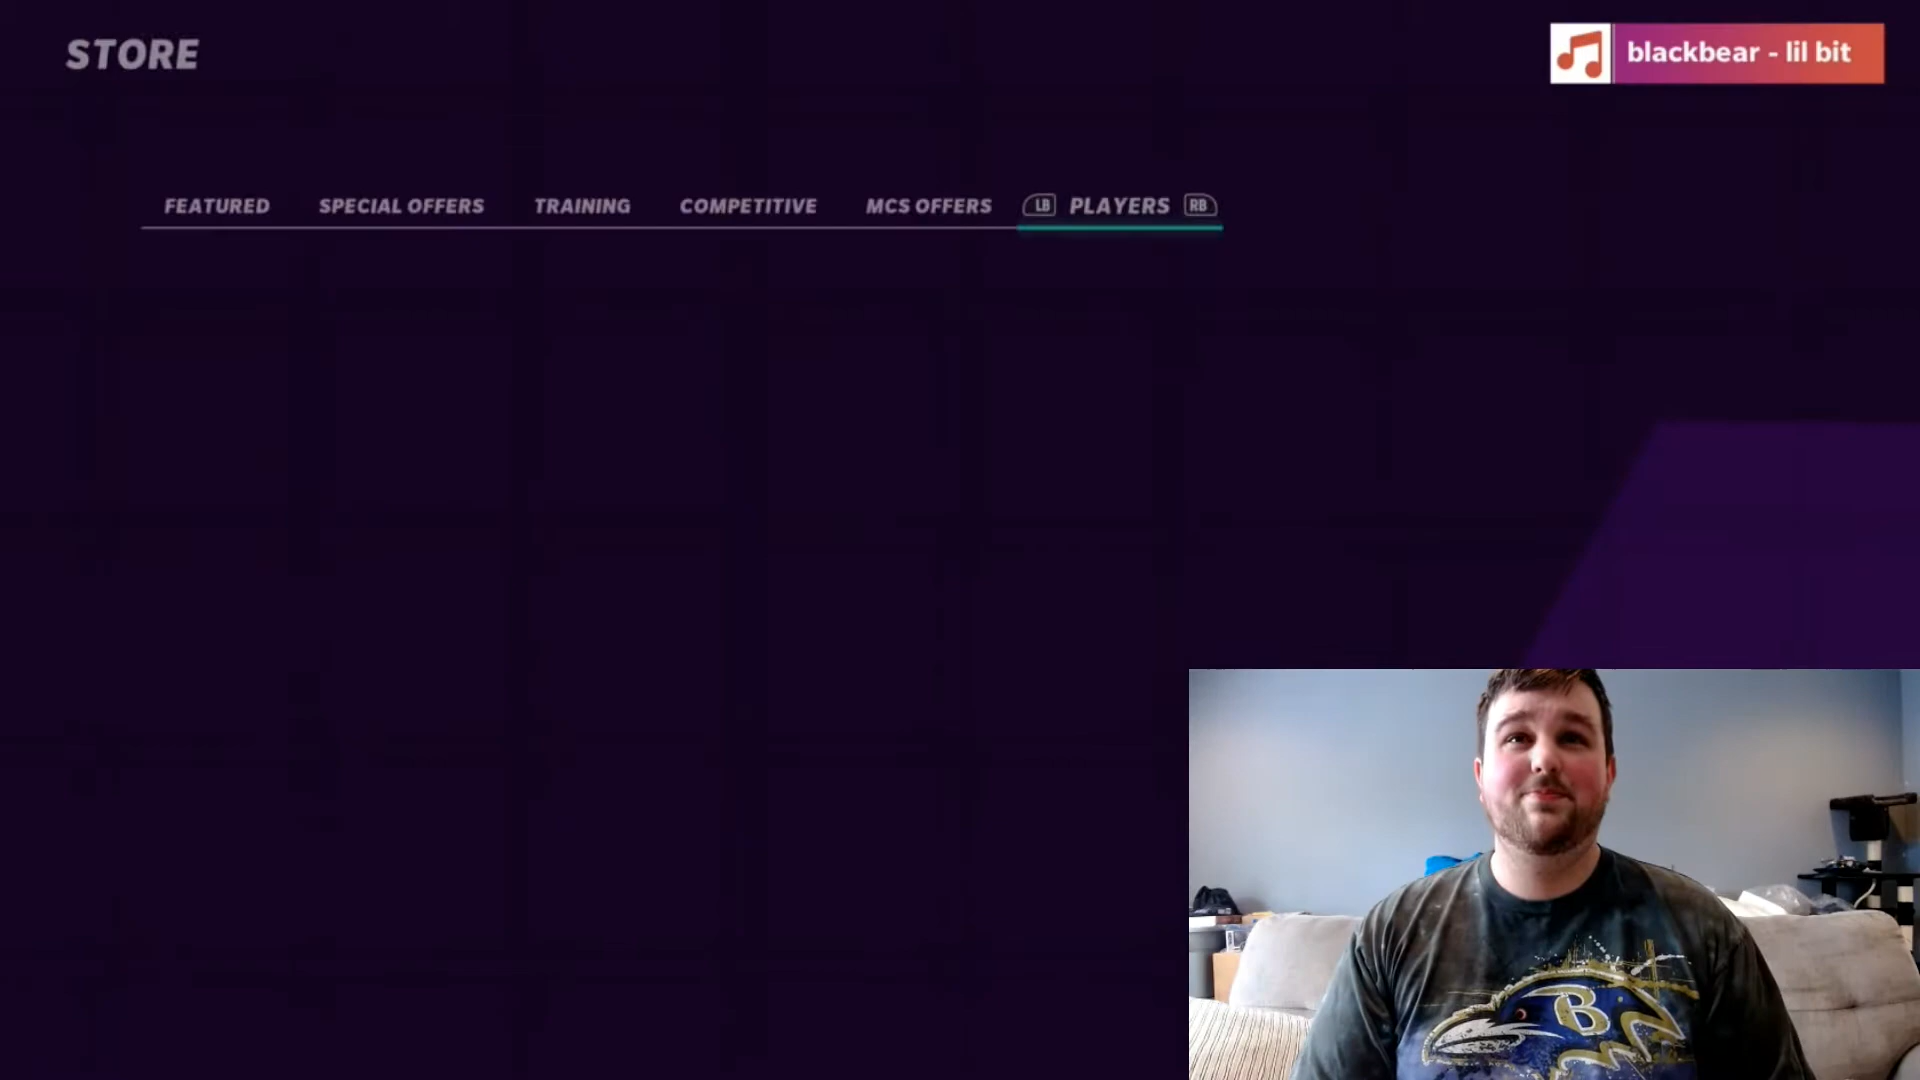 STORE
blackbear - lil bit
FEATURED SPECIAL OFFERS TRAINING COMPETITIVE MCS OFFERS LB PLAYERS RB
B